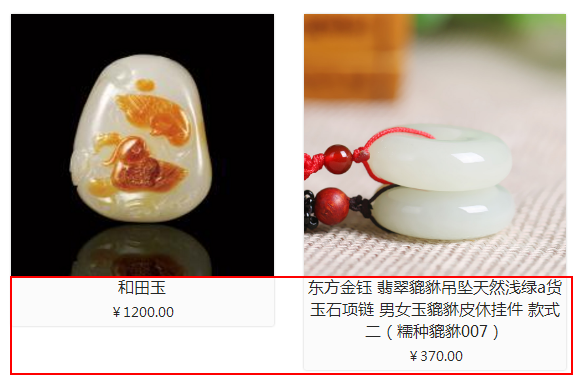 和田玉
￥1200.00
东方金钰 翡翠貔貅吊坠天然浅绿a货
玉石项链 男女玉貔貅皮休挂件 款式
二（糯种貔貅007）
￥370.00